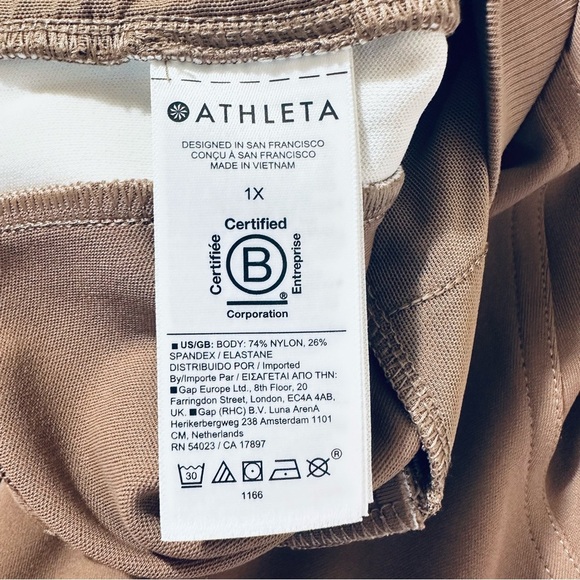 ATHLETA
DESIGNED IN SAN FRANCISCO
CONÇU À SAN FRANCISCO
MADE IN VIETNAM
1X
Certified
Certifiée
B
Entreprise
®
Corporation
US/GB: BODY: 74% NYLON, 26%
SPANDEX / ELASTANE
DISTRIBUIDO POR / Imported
By/Importe Par / ΕΙΣΑΓΕΤΑΙ ΑΠΟ ΤΗΝ:
Gap Europe Ltd., 8th Floor, 20
Farringdon Street, London, EC4A 4AB,
UK. Gap (RHC) B.V. Luna ArenA
Herikerbergweg 238 Amsterdam 1101
CM, Netherlands
RN 54023 / CA 17897
30
®
1166